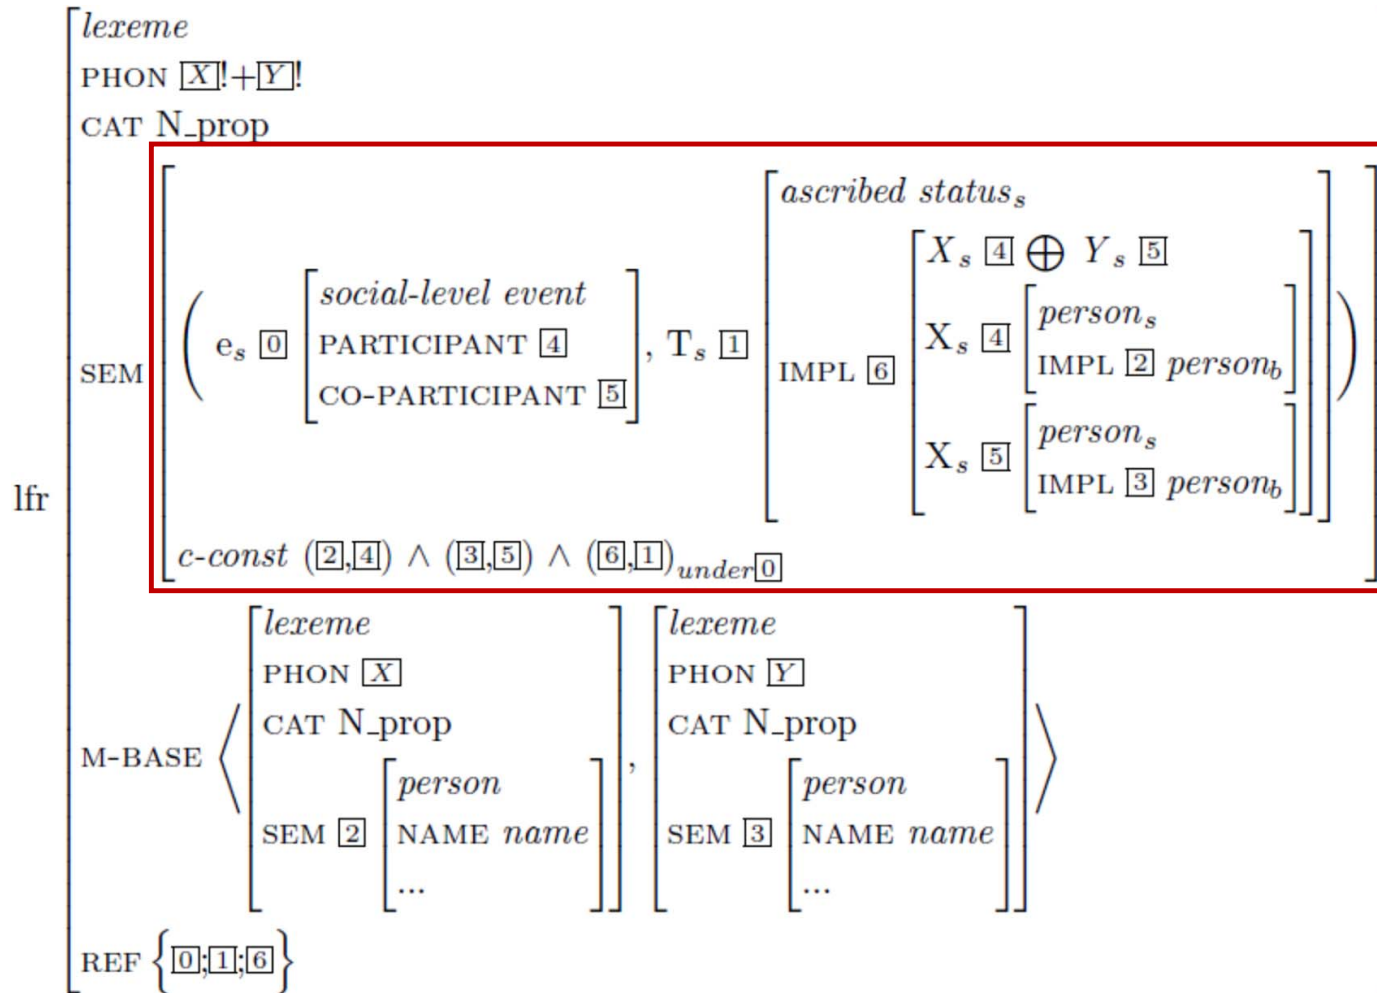 lexeme
PHON [X]!+[Y]!
CAT N_prop
ascribed status_s
X_s [4] ⊕ Y_s [5]
social-level event
person_s
e_s [0] PARTICIPANT [4] , T_s [1] X_s [4] IMPL [2] person_b
SEM CO-PARTICIPANT [5] IMPL [6]
person_s
X_s [5] IMPL [3] person_b
lfr
c-const ([2],[4]) ∧ ([3],[5]) ∧ ([6],[1])_under[0]
lexeme lexeme
PHON [X] PHON [Y]
CAT N_prop CAT N_prop
M-BASE ⟨ , ⟩
person person
SEM [2] NAME name SEM [3] NAME name
... ...
REF {[0];[1];[6]}